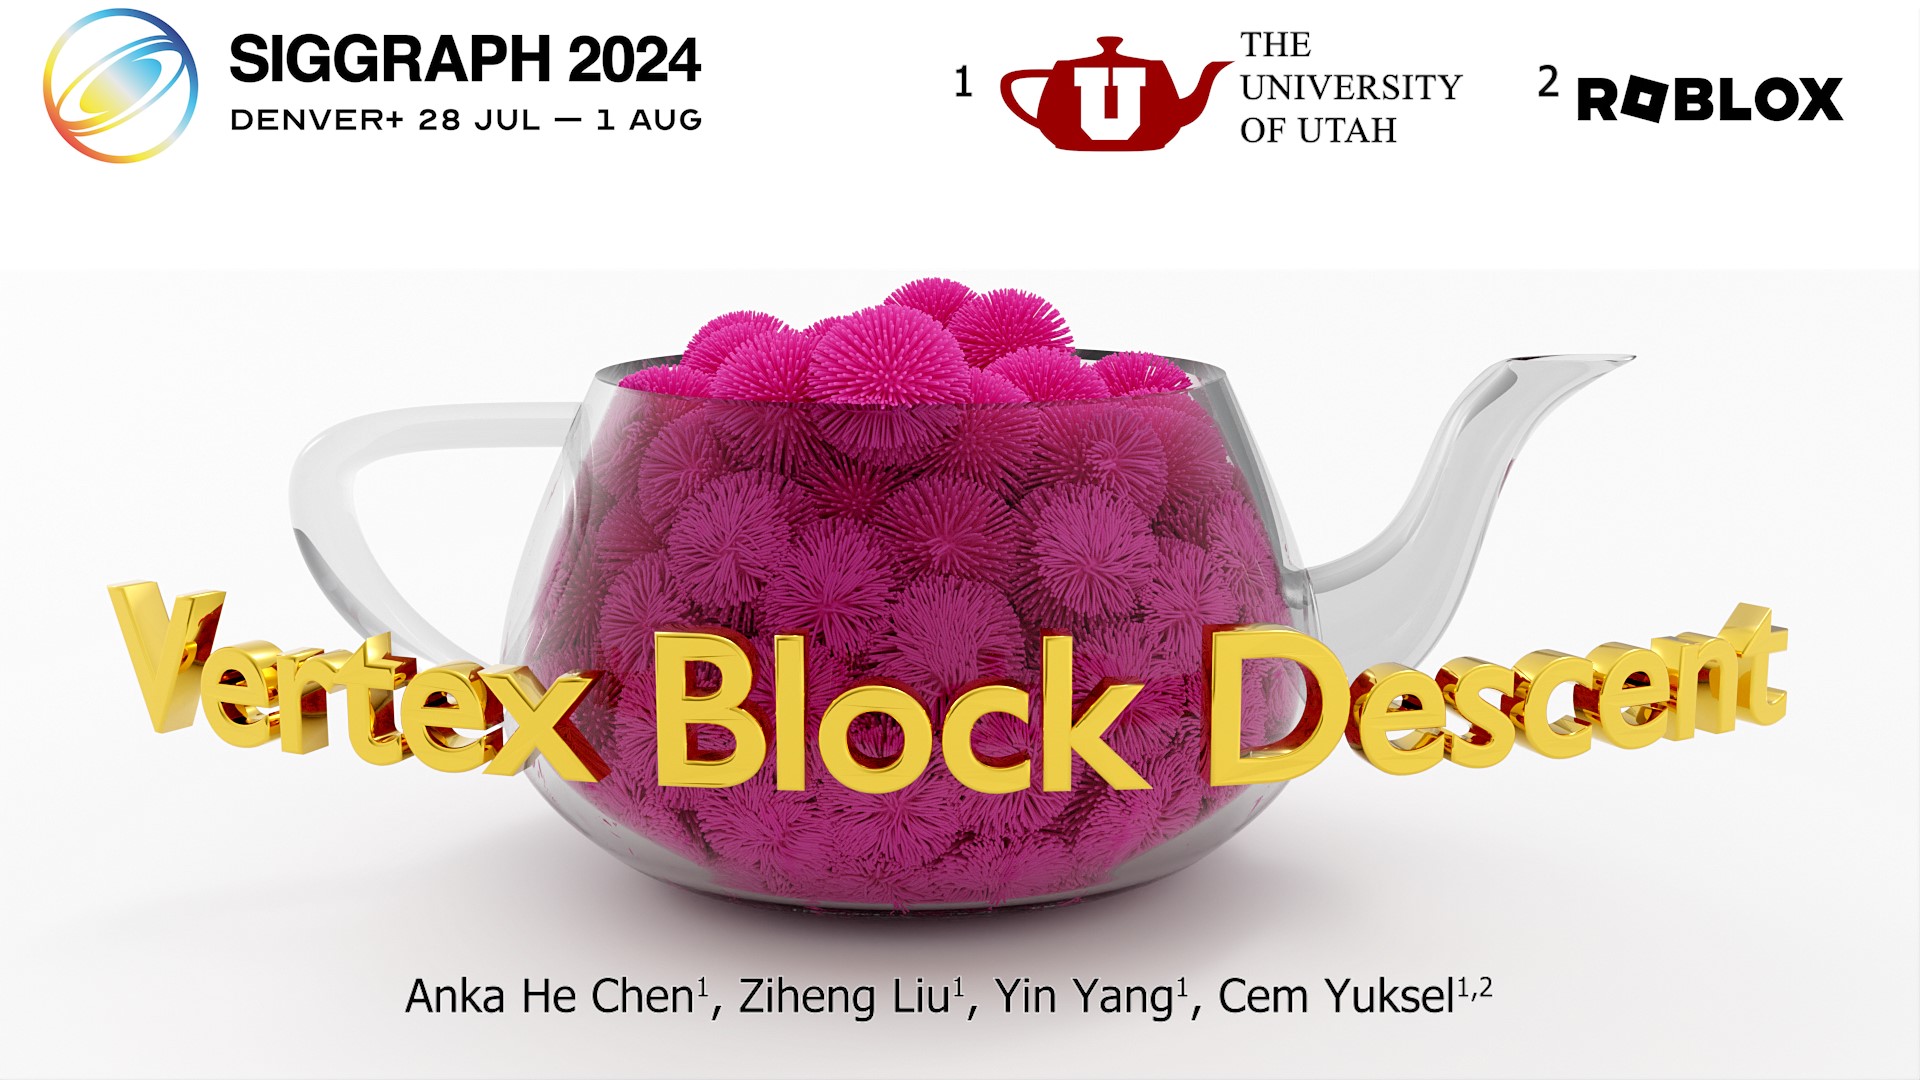 SIGGRAPH 2024
DENVER+ 28 JUL — 1 AUG
1
U
THE
UNIVERSITY
OF UTAH
2
ROBLOX
Vertex Block Descent
Anka He Chen¹, Ziheng Liu¹, Yin Yang¹, Cem Yuksel¹,²